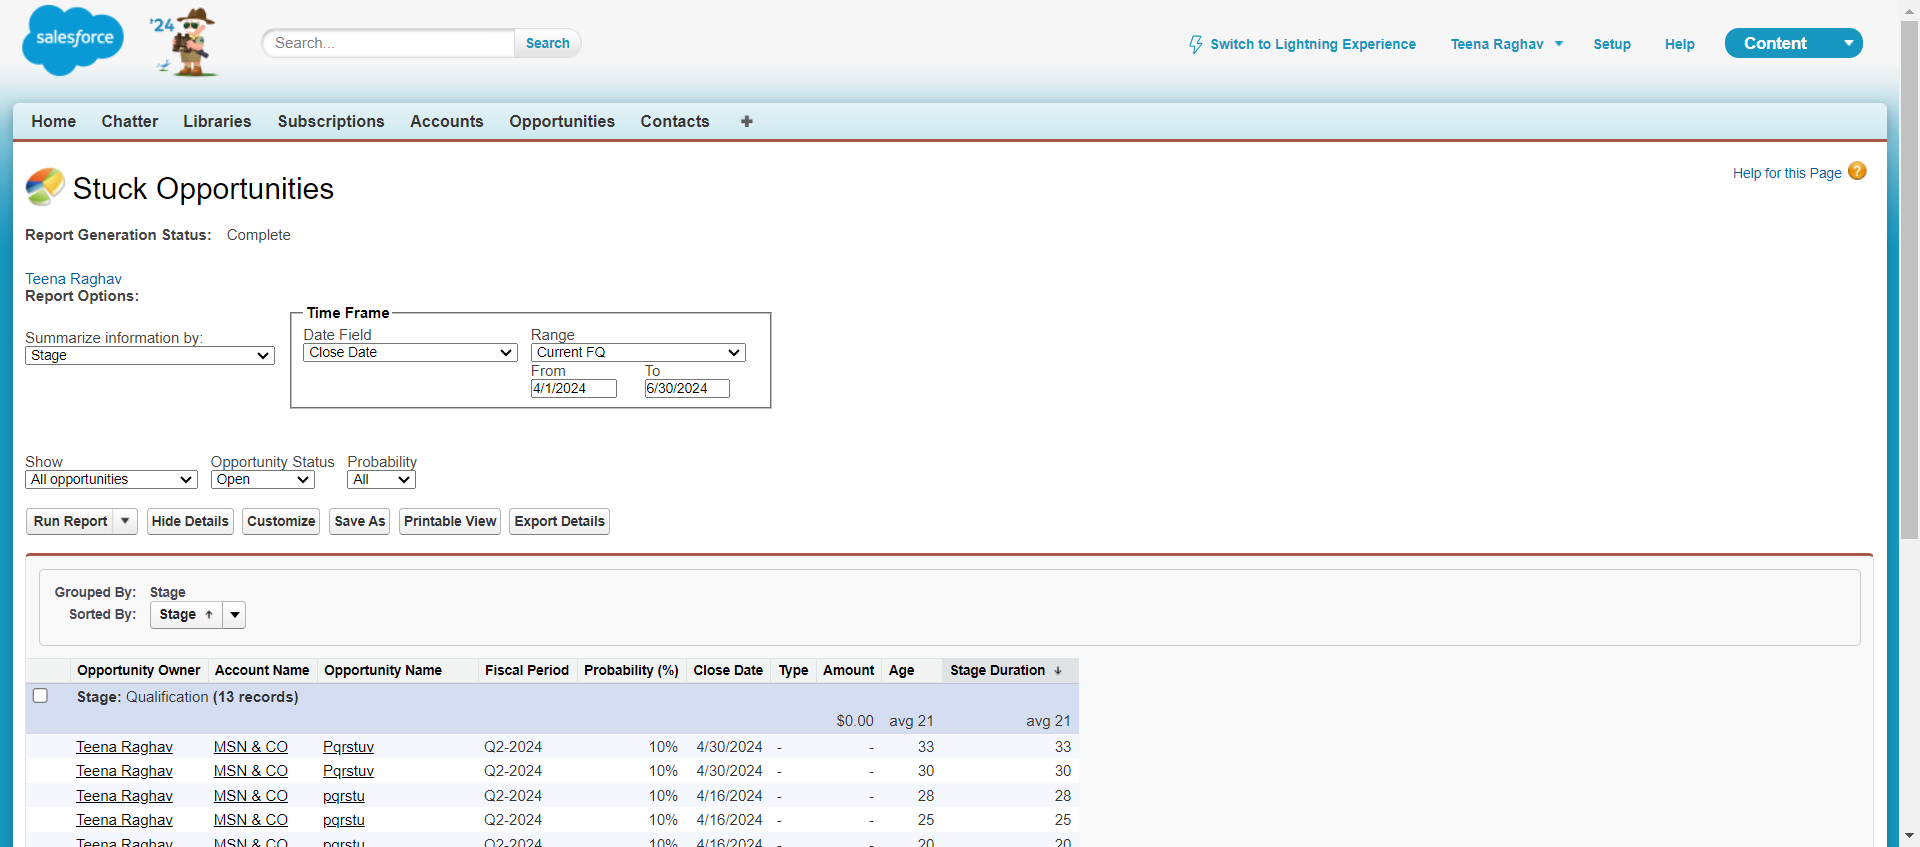 salesforce
'24
Search...
Search
Switch to Lightning Experience
Teena Raghav
Setup
Help
Content
Home Chatter Libraries Subscriptions Accounts Opportunities Contacts
Stuck Opportunities
Help for this Page ?
Report Generation Status: Complete
Teena Raghav
Report Options:
Summarize information by:
Stage
Time Frame
Date Field
Close Date
Range
Current FQ
From To
4/1/2024 6/30/2024
Show Opportunity Status Probability
All opportunities Open All
Run Report Hide Details Customize Save As Printable View Export Details
Grouped By: Stage
Sorted By: Stage ↑
Opportunity Owner Account Name Opportunity Name Fiscal Period Probability (%) Close Date Type Amount Age Stage Duration ↓
Stage: Qualification (13 records)
$0.00 avg 21 avg 21
Teena Raghav MSN & CO Pqrstuv Q2-2024 10% 4/30/2024 - - 33 33
Teena Raghav MSN & CO Pqrstuv Q2-2024 10% 4/30/2024 - - 30 30
Teena Raghav MSN & CO pqrstu Q2-2024 10% 4/16/2024 - - 28 28
Teena Raghav MSN & CO pqrstu Q2-2024 10% 4/16/2024 - - 25 25
Teena Raghav MSN & CO pqrstu Q2-2024 10% 4/16/2024 - - 20 20